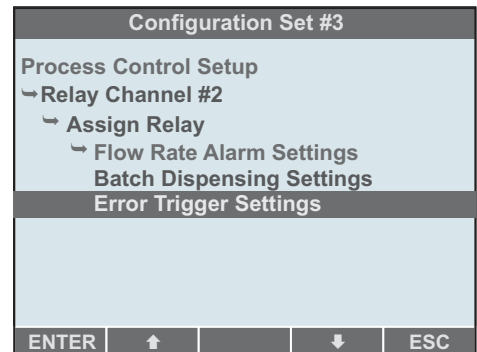 Configuration Set #3
Process Control Setup
Relay Channel #2
Assign Relay
Flow Rate Alarm Settings
Batch Dispensing Settings
Error Trigger Settings
ENTER ESC